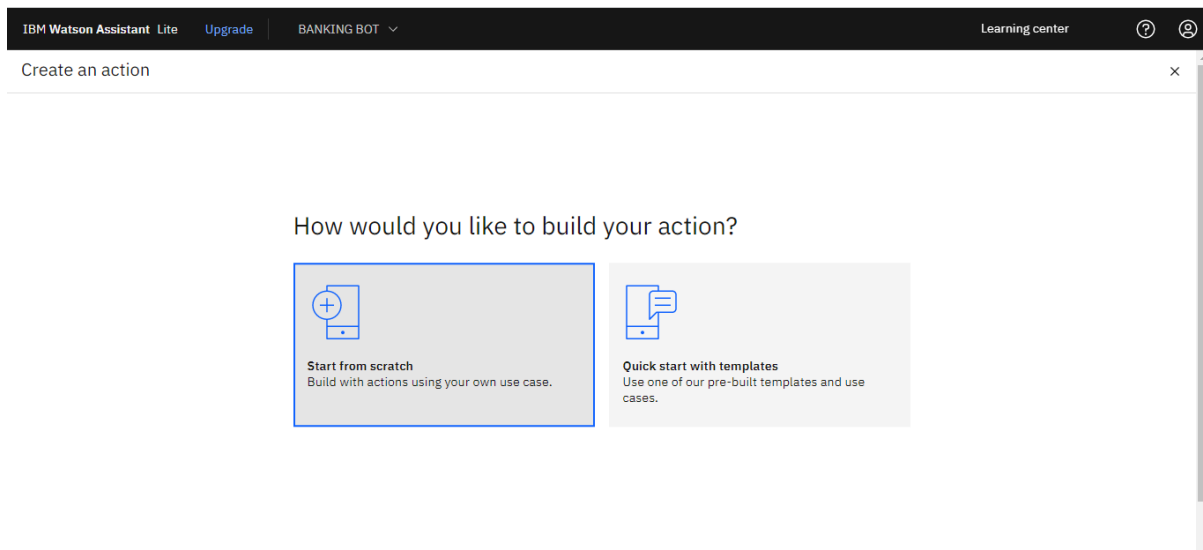 IBM Watson Assistant Lite Upgrade BANKING BOT Learning center
Create an action
How would you like to build your action?
Start from scratch
Build with actions using your own use case.
Quick start with templates
Use one of our pre-built templates and use
cases.